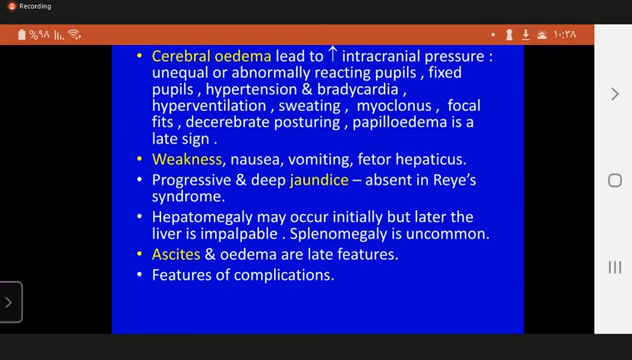 Recording
%٩٨
١٠:٣٨
• Cerebral oedema lead to ↑ intracranial pressure :
unequal or abnormally reacting pupils , fixed
pupils , hypertension & bradycardia ,
hyperventilation , sweating , myoclonus , focal
fits , decerebrate posturing , papilloedema is a
late sign .
• Weakness, nausea, vomiting, fetor hepaticus.
• Progressive & deep jaundice – absent in Reye's
syndrome.
• Hepatomegaly may occur initially but later the
liver is impalpable . Splenomegaly is uncommon.
• Ascites & oedema are late features.
• Features of complications.